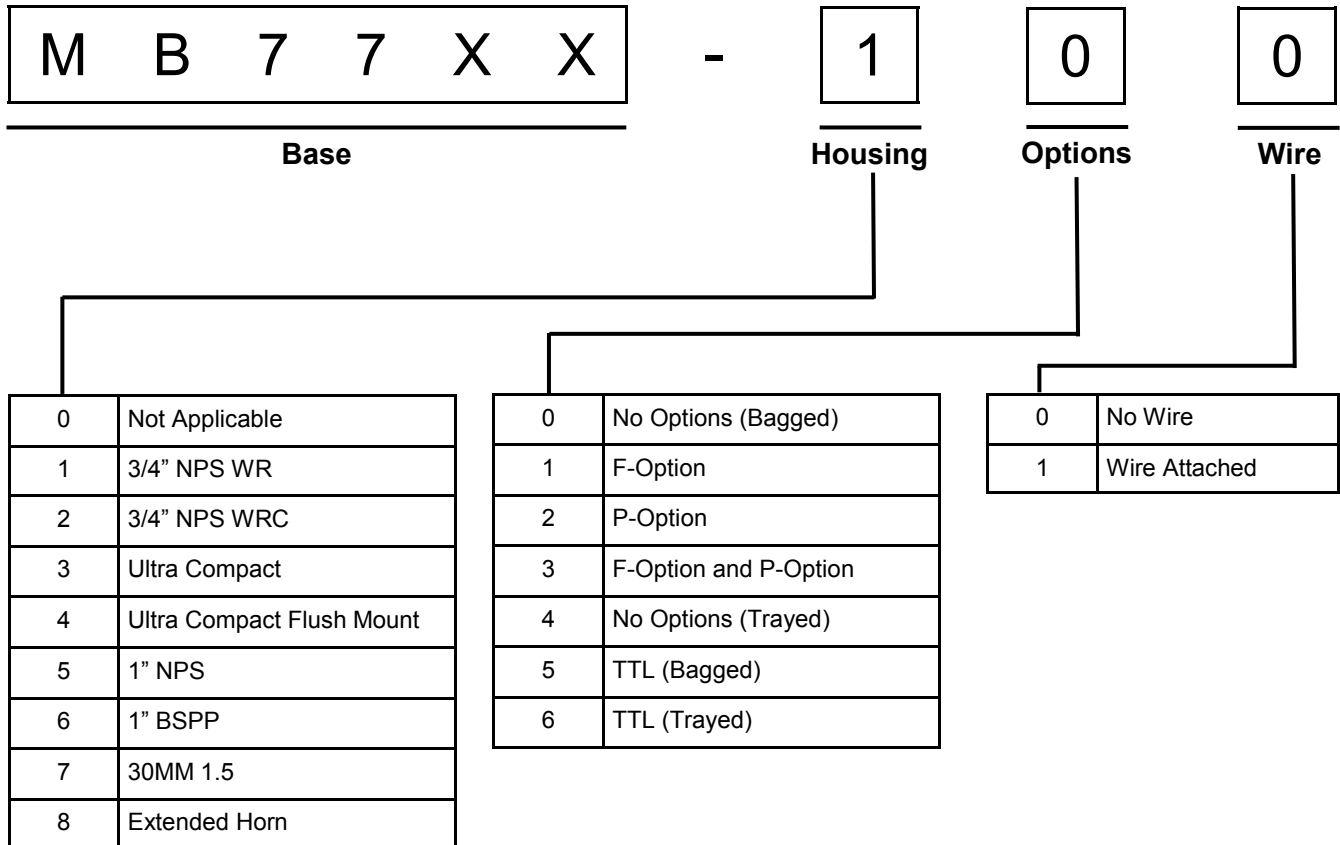 M B 7 7 X X - 1 0 0
Base Housing Options Wire
0 Not Applicable
1 3/4” NPS WR
2 3/4” NPS WRC
3 Ultra Compact
4 Ultra Compact Flush Mount
5 1” NPS
6 1” BSPP
7 30MM 1.5
8 Extended Horn
0 No Options (Bagged)
1 F-Option
2 P-Option
3 F-Option and P-Option
4 No Options (Trayed)
5 TTL (Bagged)
6 TTL (Trayed)
0 No Wire
1 Wire Attached